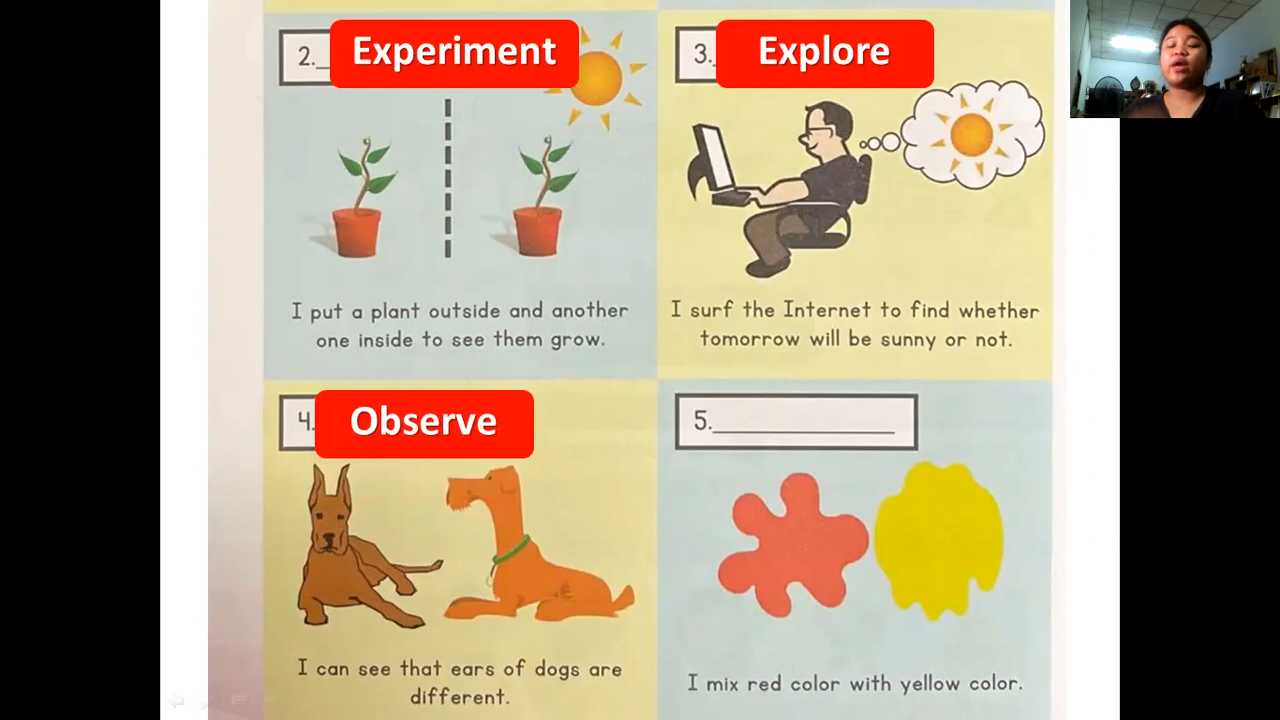 2._ Experiment
3. Explore
I put a plant outside and another
one inside to see them grow.
I surf the Internet to find whether
tomorrow will be sunny or not.
4. Observe
5.______________
I can see that ears of dogs are
different.
I mix red color with yellow color.